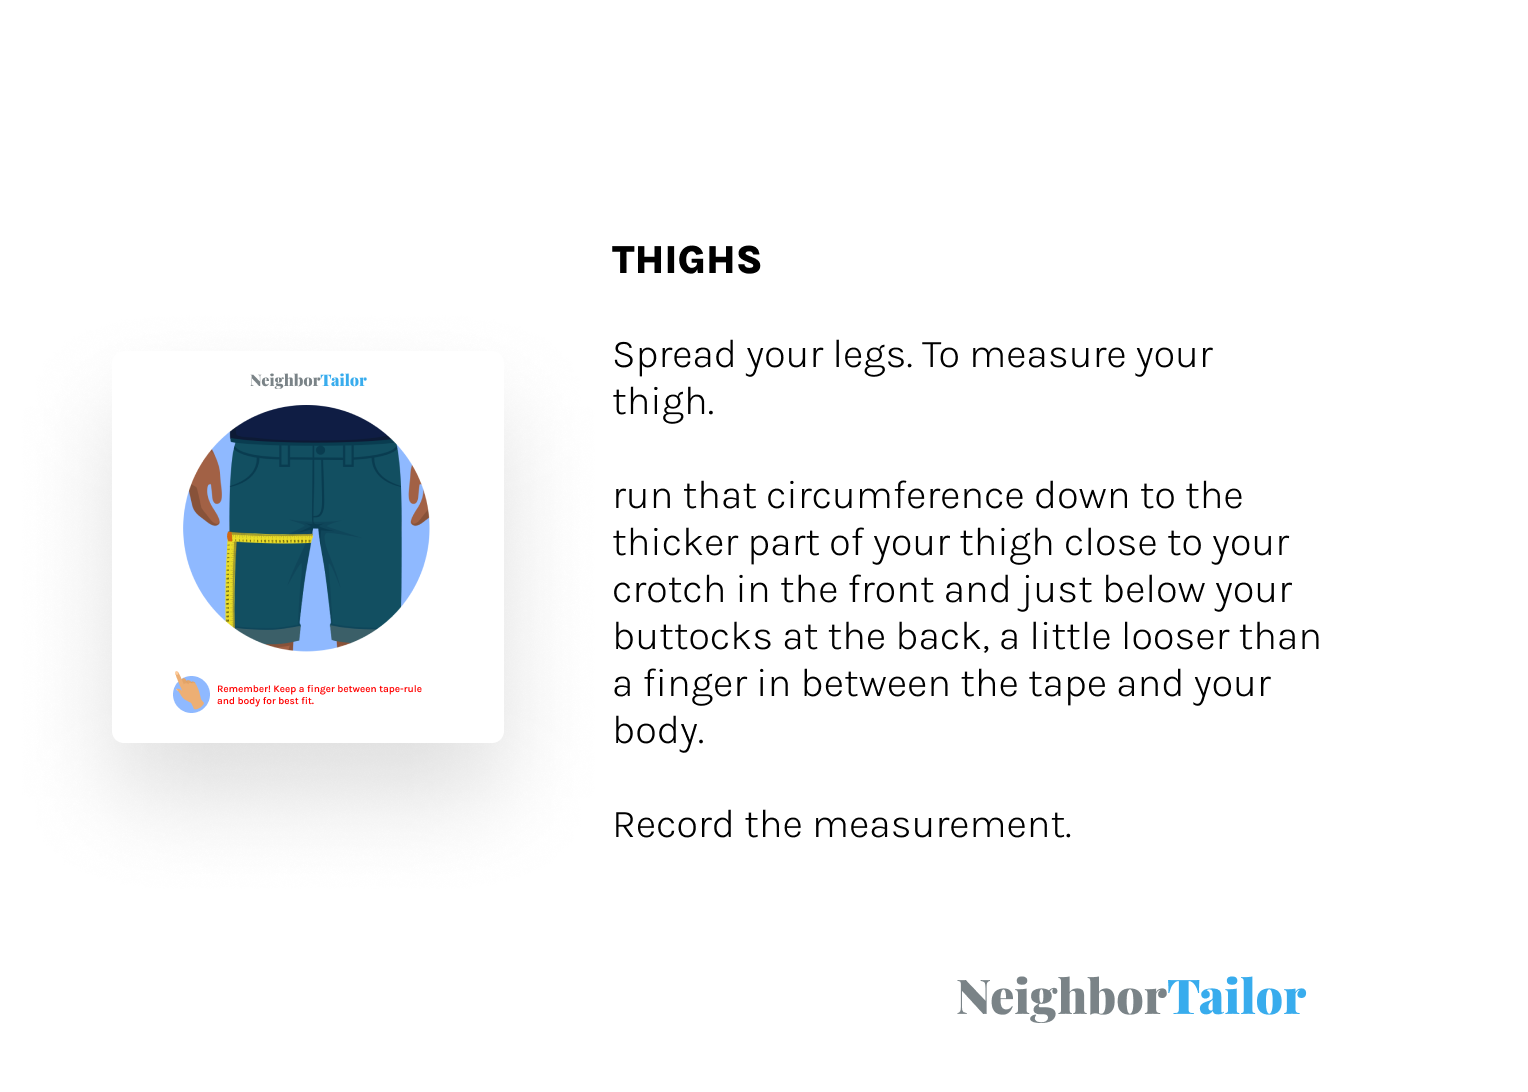 THIGHS
Spread your legs. To measure your
thigh.
run that circumference down to the
thicker part of your thigh close to your
crotch in the front and just below your
buttocks at the back, a little looser than
a finger in between the tape and your
body.
Record the measurement.
NeighborTailor
Remember! Keep a finger between tape-rule
and body for best fit.
NeighborTailor